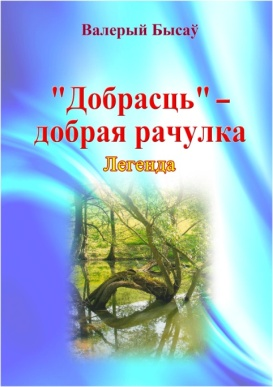 Валерый Бысаў
"Добрасць" –
добрая рачулка
Легенда